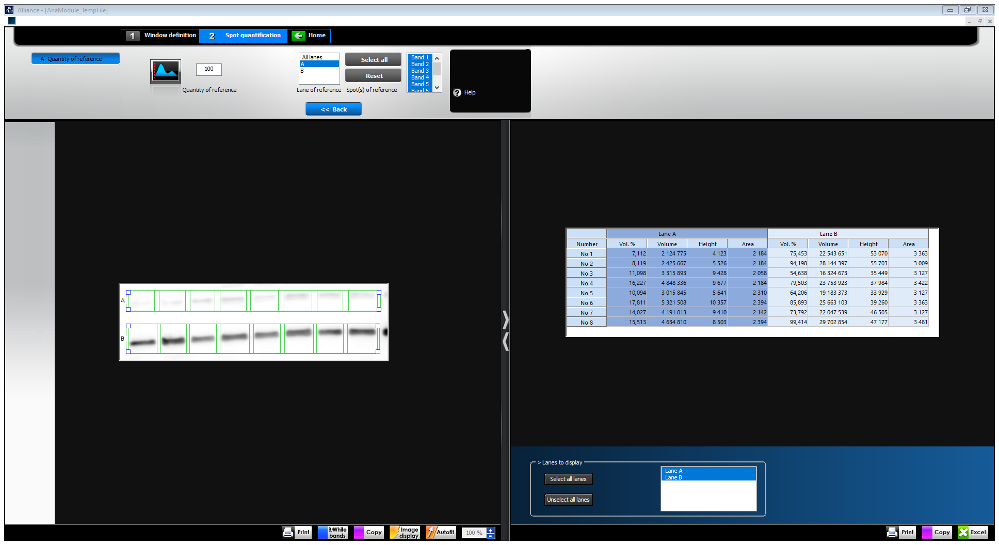 UVI
TEC
Alliance - [AnaModule_TempFile]
1 Window definition 2 Spot quantification Home
A- Quantity of reference
100
Quantity of reference
All lanes
A
B
Lane of reference
Select all
Reset
Spot(s) of reference
Band 1
Band 2
Band 3
Band 4
Band 5
Band 6
<< Back
? Help
A
B
Lane A Lane B
Number Vol. % Volume Height Area Vol. % Volume Height Area
No 1 7,112 2 124 775 4 123 2 184 75,453 22 543 651 53 070 3 363
No 2 8,119 2 425 667 5 526 2 184 94,198 28 144 397 55 703 3 009
No 3 11,098 3 315 893 9 428 2 058 54,638 16 324 673 35 449 3 127
No 4 16,227 4 848 336 9 677 2 184 79,503 23 753 923 37 984 3 422
No 5 10,094 3 015 845 5 641 2 310 64,206 19 183 373 33 929 3 127
No 6 17,811 5 321 508 10 357 2 394 85,893 25 663 103 39 260 3 363
No 7 14,027 4 191 013 9 410 2 142 73,792 22 047 539 46 505 3 127
No 8 15,513 4 634 810 8 503 2 394 99,414 29 702 854 47 177 3 481
> Lanes to display
Select all lanes
Unselect all lanes
Lane A
Lane B
Print
B/White
bands
Copy
Image
display
Autofit
100 %
Print
Copy
Excel